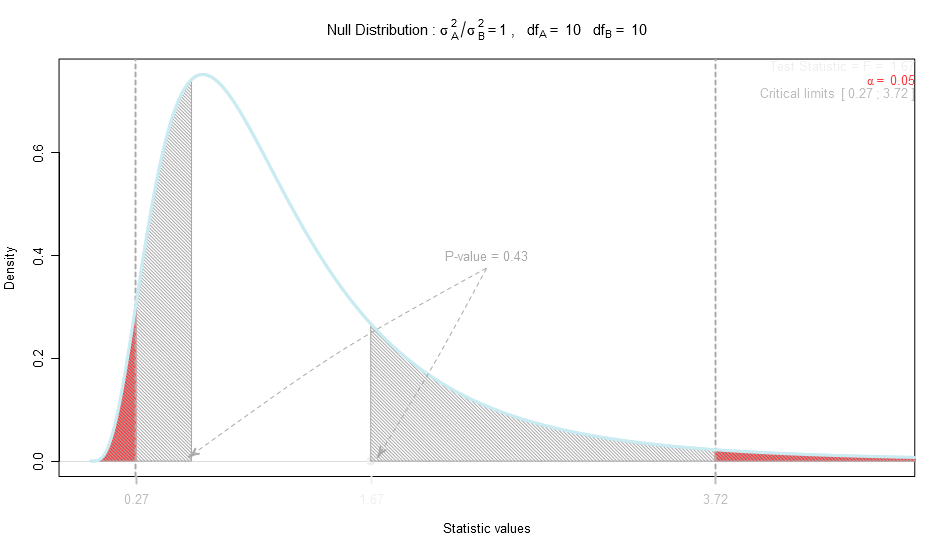 Null Distribution : σ²A/σ²B = 1 , dfA = 10 dfB = 10
Test Statistic = F = 1.67
α = 0.05
Critical limits [ 0.27 ; 3.72 ]
P-value = 0.43
Density
0.6
0.4
0.2
0.0
0.27 1.67 3.72
Statistic values